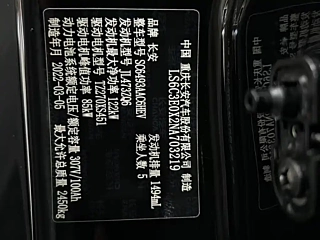 中国 重庆长安汽车股份有限公司 制造
LS6C3E0X2NA703219
品牌 长安
整车型号 SC6493AAC6HEV 发动机排量 1494mL
发动机型号 JL473ZQ6 乘坐人数 5
发动机最大净功率 122kW
驱动电机型号 TZ220XS451
驱动电机峰值功率 85kW
动力电池系统额定电压/额定容量 307V/100Ah
制造年月 2022-03-05 最大允许总质量 2450kg